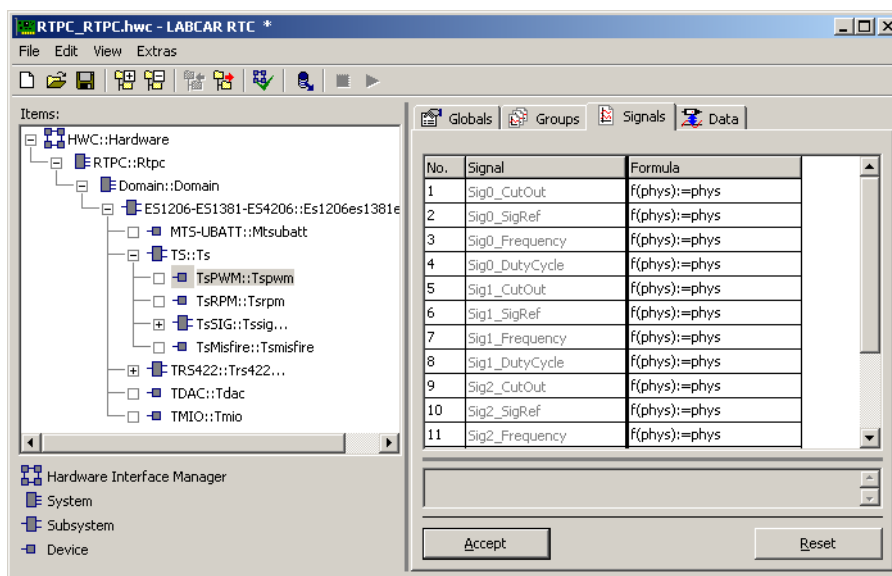 RTPC_RTPC.hwc - LABCAR RTC *
File Edit View Extras
Items:
HWC::Hardware
RTPC::Rtpc
Domain::Domain
ES1206-ES1381-ES4206::Es1206es1381e
MTS-UBATT::Mtsubatt
TS::Ts
TsPWM::Tspwm
TsRPM::Tsrpm
TsSIG::Tssig...
TsMisfire::Tsmisfire
TRS422::Trs422...
TDAC::Tdac
TMIO::Tmio
Hardware Interface Manager
System
Subsystem
Device
Globals Groups Signals Data
No. Signal Formula
1 Sig0_CutOut f(phys):=phys
2 Sig0_SigRef f(phys):=phys
3 Sig0_Frequency f(phys):=phys
4 Sig0_DutyCycle f(phys):=phys
5 Sig1_CutOut f(phys):=phys
6 Sig1_SigRef f(phys):=phys
7 Sig1_Frequency f(phys):=phys
8 Sig1_DutyCycle f(phys):=phys
9 Sig2_CutOut f(phys):=phys
10 Sig2_SigRef f(phys):=phys
11 Sig2_Frequency f(phys):=phys
Accept Reset